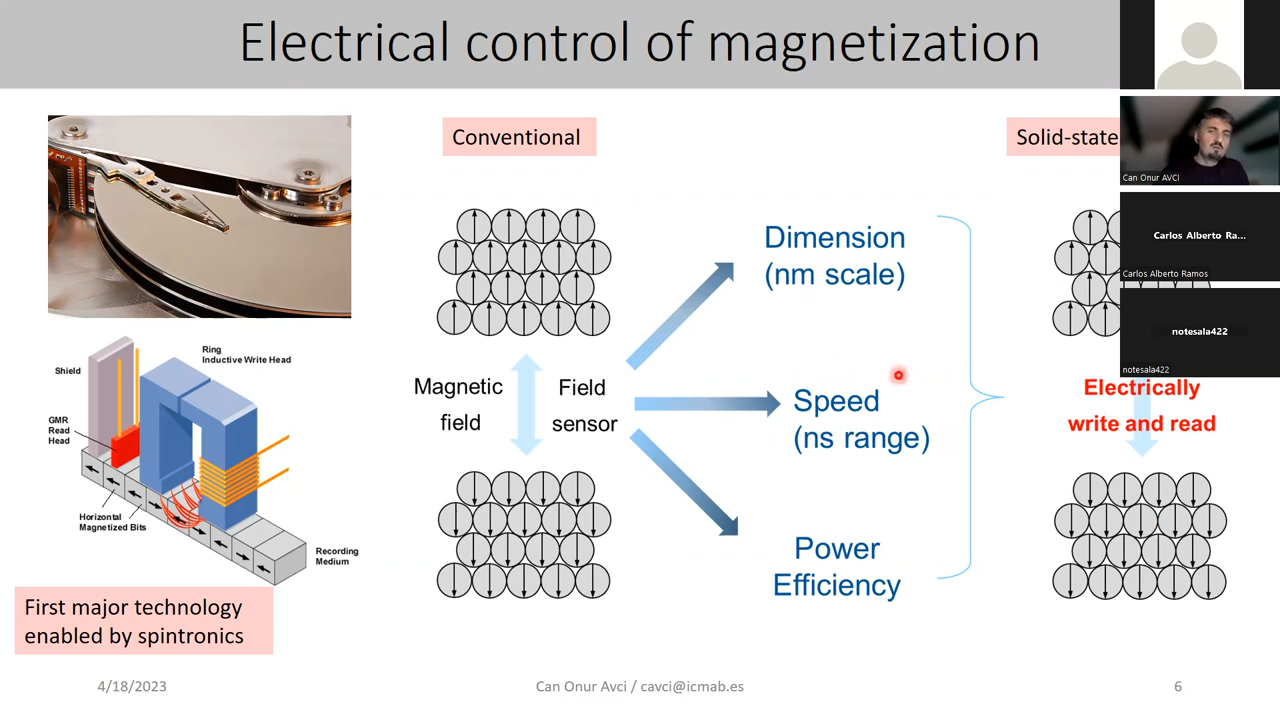 Electrical control of magnetization
Conventional
Solid-state
Can Onur AVCI
Carlos Alberto Ra...
Carlos Alberto Ramos
notesala422
notesala422
Dimension
(nm scale)
Ring
Inductive Write Head
Shield
GMR
Read
Head
Horizontal
Magnetized Bits
Recording
Medium
Magnetic
field
Field
sensor
Speed
(ns range)
Electrically
write and read
Power
Efficiency
First major technology
enabled by spintronics
4/18/2023
Can Onur Avci / cavci@icmab.es
6